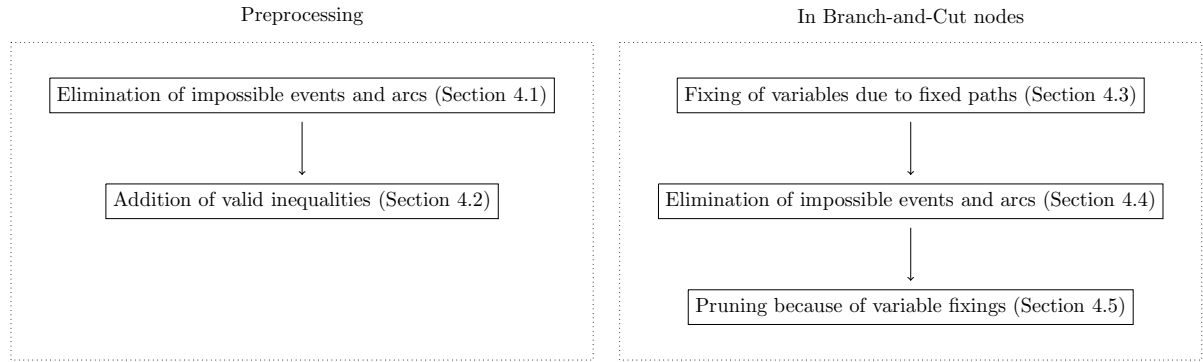 Preprocessing
Elimination of impossible events and arcs (Section 4.1)
Addition of valid inequalities (Section 4.2)
In Branch-and-Cut nodes
Fixing of variables due to fixed paths (Section 4.3)
Elimination of impossible events and arcs (Section 4.4)
Pruning because of variable fixings (Section 4.5)